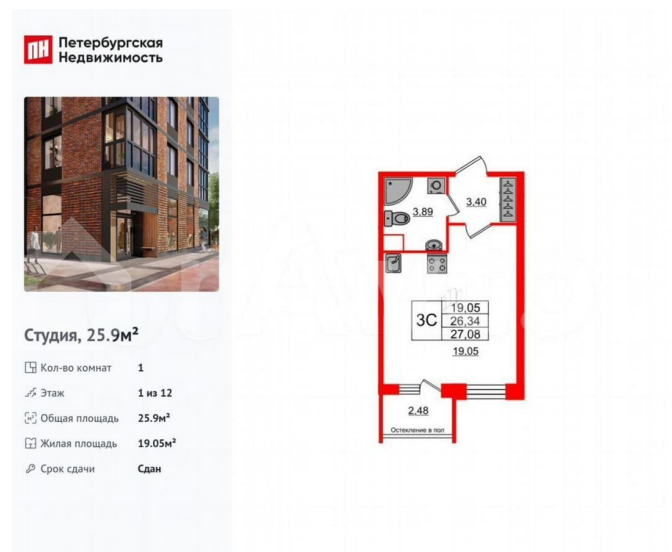 ПН Петербургская
Недвижимость
Студия, 25.9м²
Кол-во комнат 1
Этаж 1 из 12
Общая площадь 25.9м²
Жилая площадь 19.05м²
Срок сдачи Сдан
3.89
3.40
3С
19,05
26,34
27,08
19.05
2.48
Остекление в пол